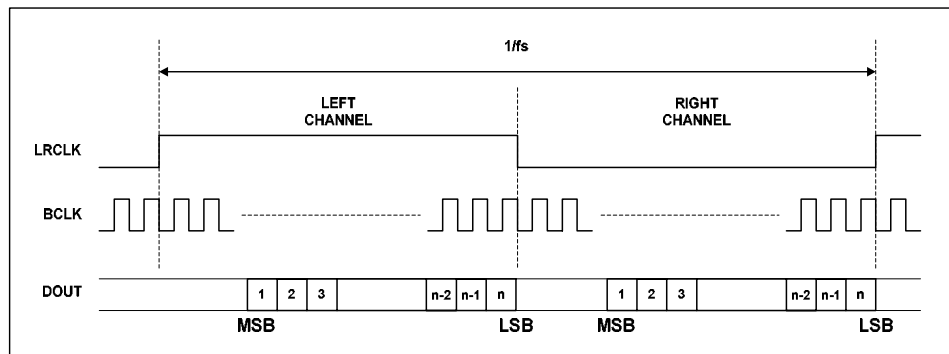 1/fs
LEFT
CHANNEL
RIGHT
CHANNEL
LRCLK
BCLK
DOUT
1 2 3 n-2 n-1 n 1 2 3 n-2 n-1 n
MSB LSB MSB LSB